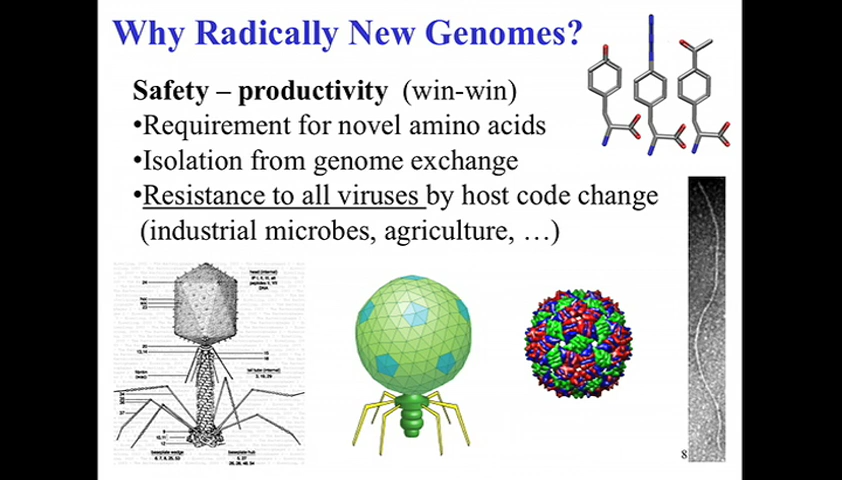 Why Radically New Genomes?
Safety – productivity (win-win)
•Requirement for novel amino acids
•Isolation from genome exchange
•Resistance to all viruses by host code change
(industrial microbes, agriculture, …)
8